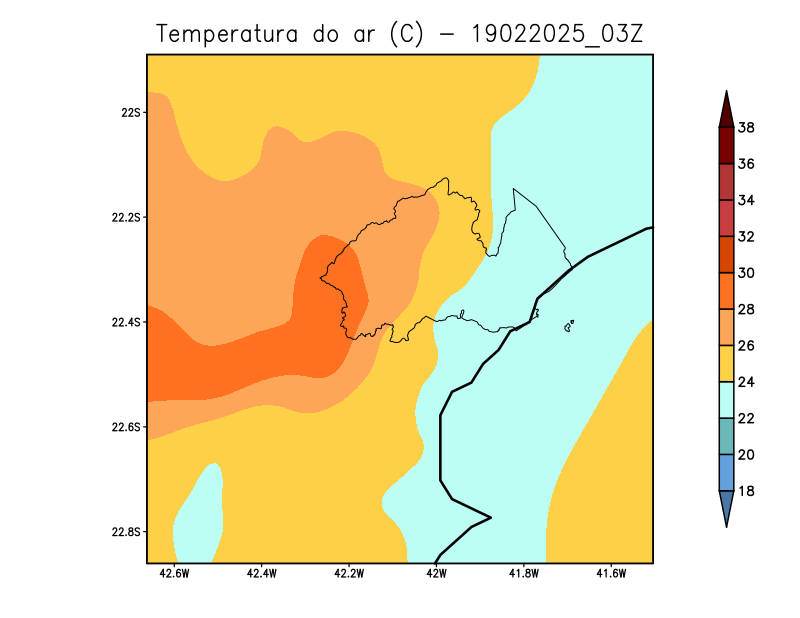 Temperatura do ar (C) - 19022025_03Z
22S
22.2S
22.4S
22.6S
22.8S
42.6W
42.4W
42.2W
42W
41.8W
41.6W
38
36
34
32
30
28
26
24
22
20
18